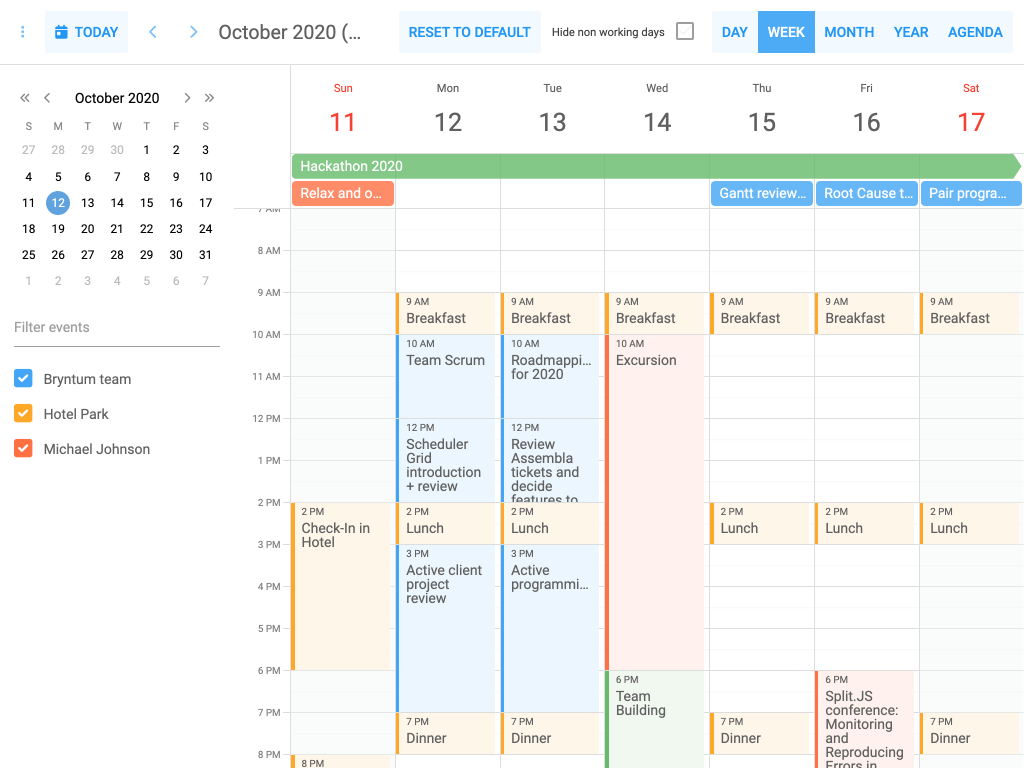 TODAY
October 2020 (...
RESET TO DEFAULT
Hide non working days
DAY
WEEK
MONTH
YEAR
AGENDA
October 2020
S M T W T F S
27 28 29 30 1 2 3
4 5 6 7 8 9 10
11 12 13 14 15 16 17
18 19 20 21 22 23 24
25 26 27 28 29 30 31
1 2 3 4 5 6 7
Filter events
Bryntum team
Hotel Park
Michael Johnson
Sun Mon Tue Wed Thu Fri Sat
11 12 13 14 15 16 17
Hackathon 2020
Relax and o...
Gantt review...
Root Cause t...
Pair progra...
7 AM
8 AM
9 AM
10 AM
11 AM
12 PM
1 PM
2 PM
3 PM
4 PM
5 PM
6 PM
7 PM
8 PM
2 PM
Check-In in
Hotel
8 PM
9 AM
Breakfast
10 AM
Team Scrum
12 PM
Scheduler
Grid
introduction
+ review
2 PM
Lunch
3 PM
Active client
project
review
7 PM
Dinner
9 AM
Breakfast
10 AM
Roadmappi...
for 2020
12 PM
Review
Assembla
tickets and
decide
features to
2 PM
Lunch
3 PM
Active
programmi...
7 PM
Dinner
9 AM
Breakfast
10 AM
Excursion
6 PM
Team
Building
9 AM
Breakfast
2 PM
Lunch
7 PM
Dinner
9 AM
Breakfast
2 PM
Lunch
6 PM
Split.JS
conference:
Monitoring
and
Reproducing
Errors in
9 AM
Breakfast
2 PM
Lunch
7 PM
Dinner